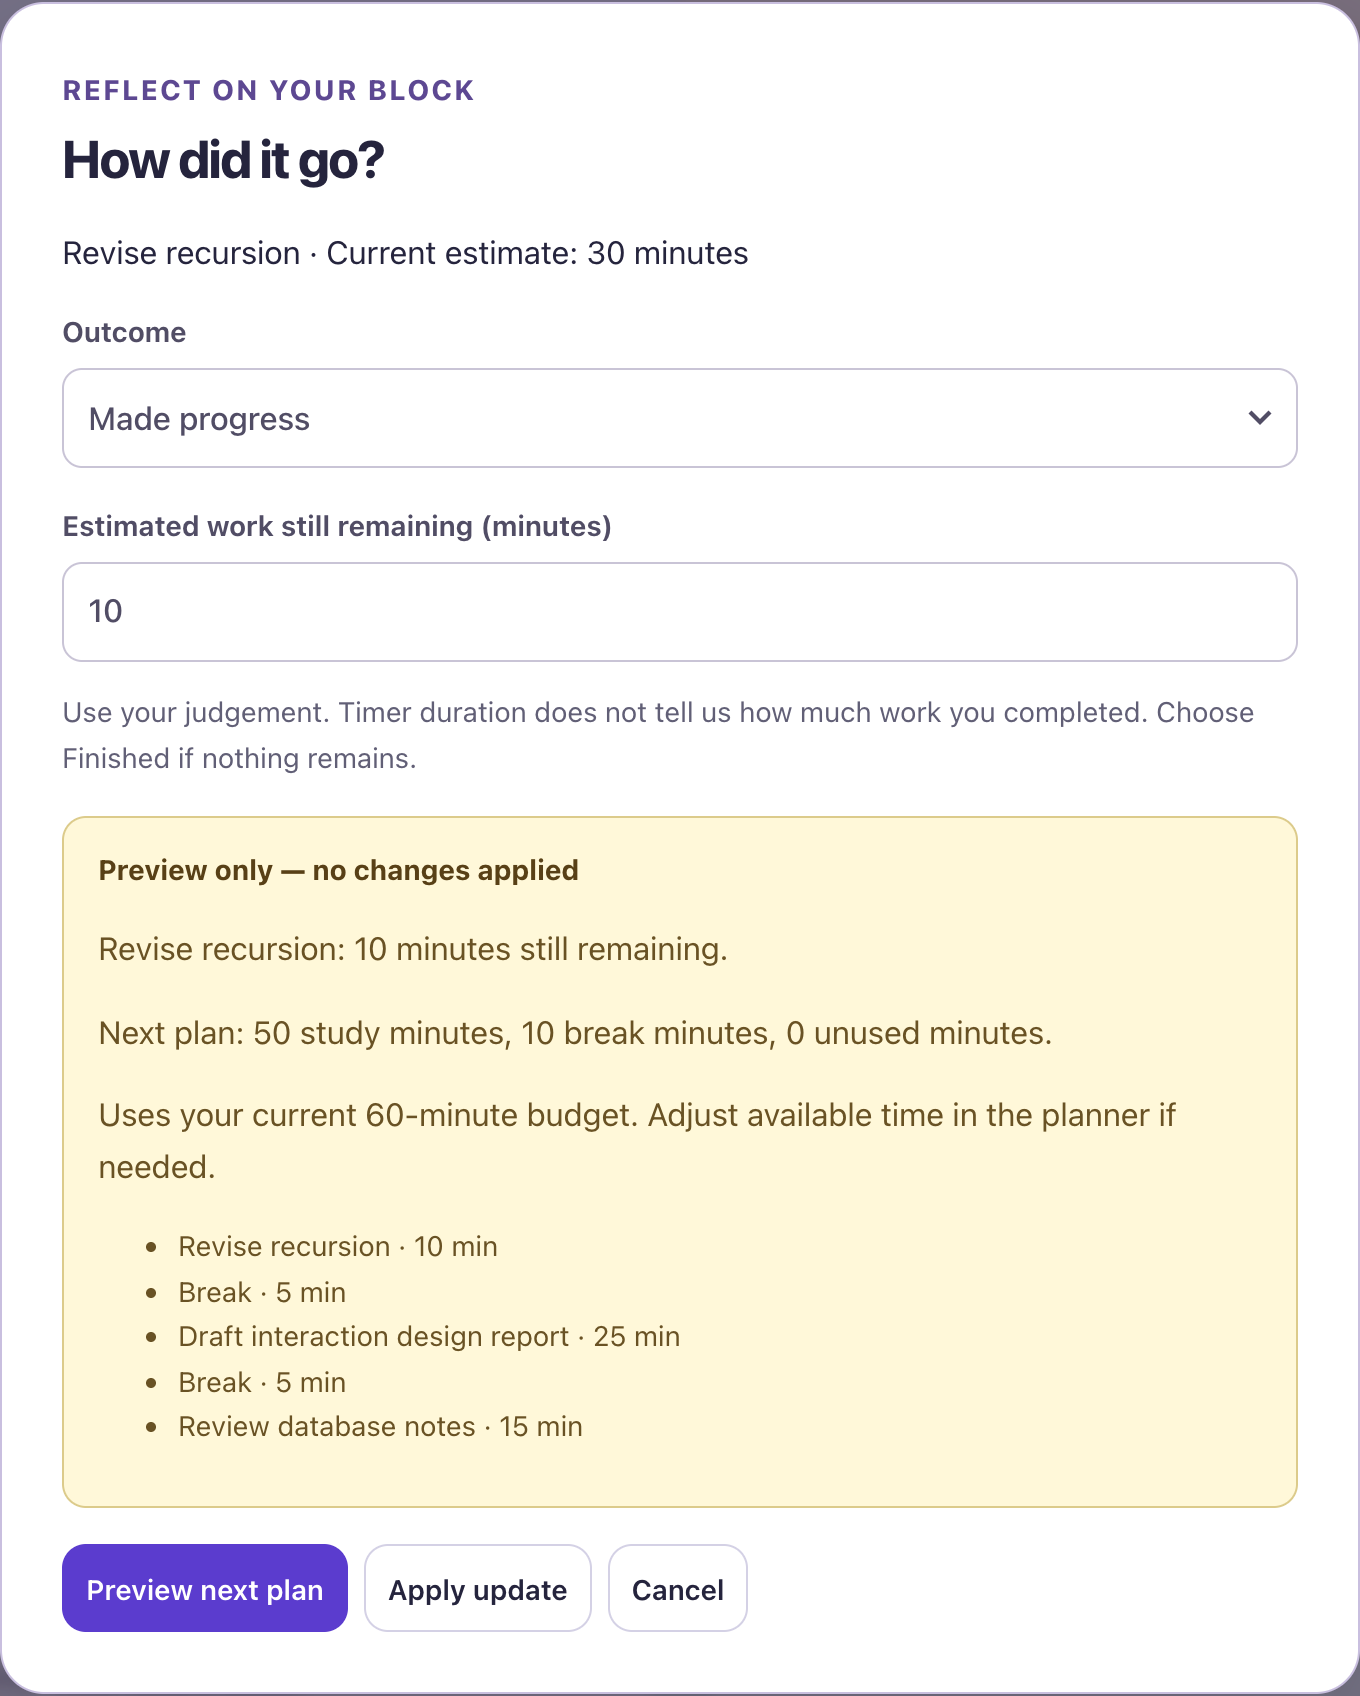 REFLECT ON YOUR BLOCK
How did it go?
Revise recursion · Current estimate: 30 minutes
Outcome
Made progress
Estimated work still remaining (minutes)
10
Use your judgement. Timer duration does not tell us how much work you completed. Choose
Finished if nothing remains.
Preview only — no changes applied
Revise recursion: 10 minutes still remaining.
Next plan: 50 study minutes, 10 break minutes, 0 unused minutes.
Uses your current 60-minute budget. Adjust available time in the planner if
needed.
• Revise recursion · 10 min
• Break · 5 min
• Draft interaction design report · 25 min
• Break · 5 min
• Review database notes · 15 min
Preview next plan Apply update Cancel